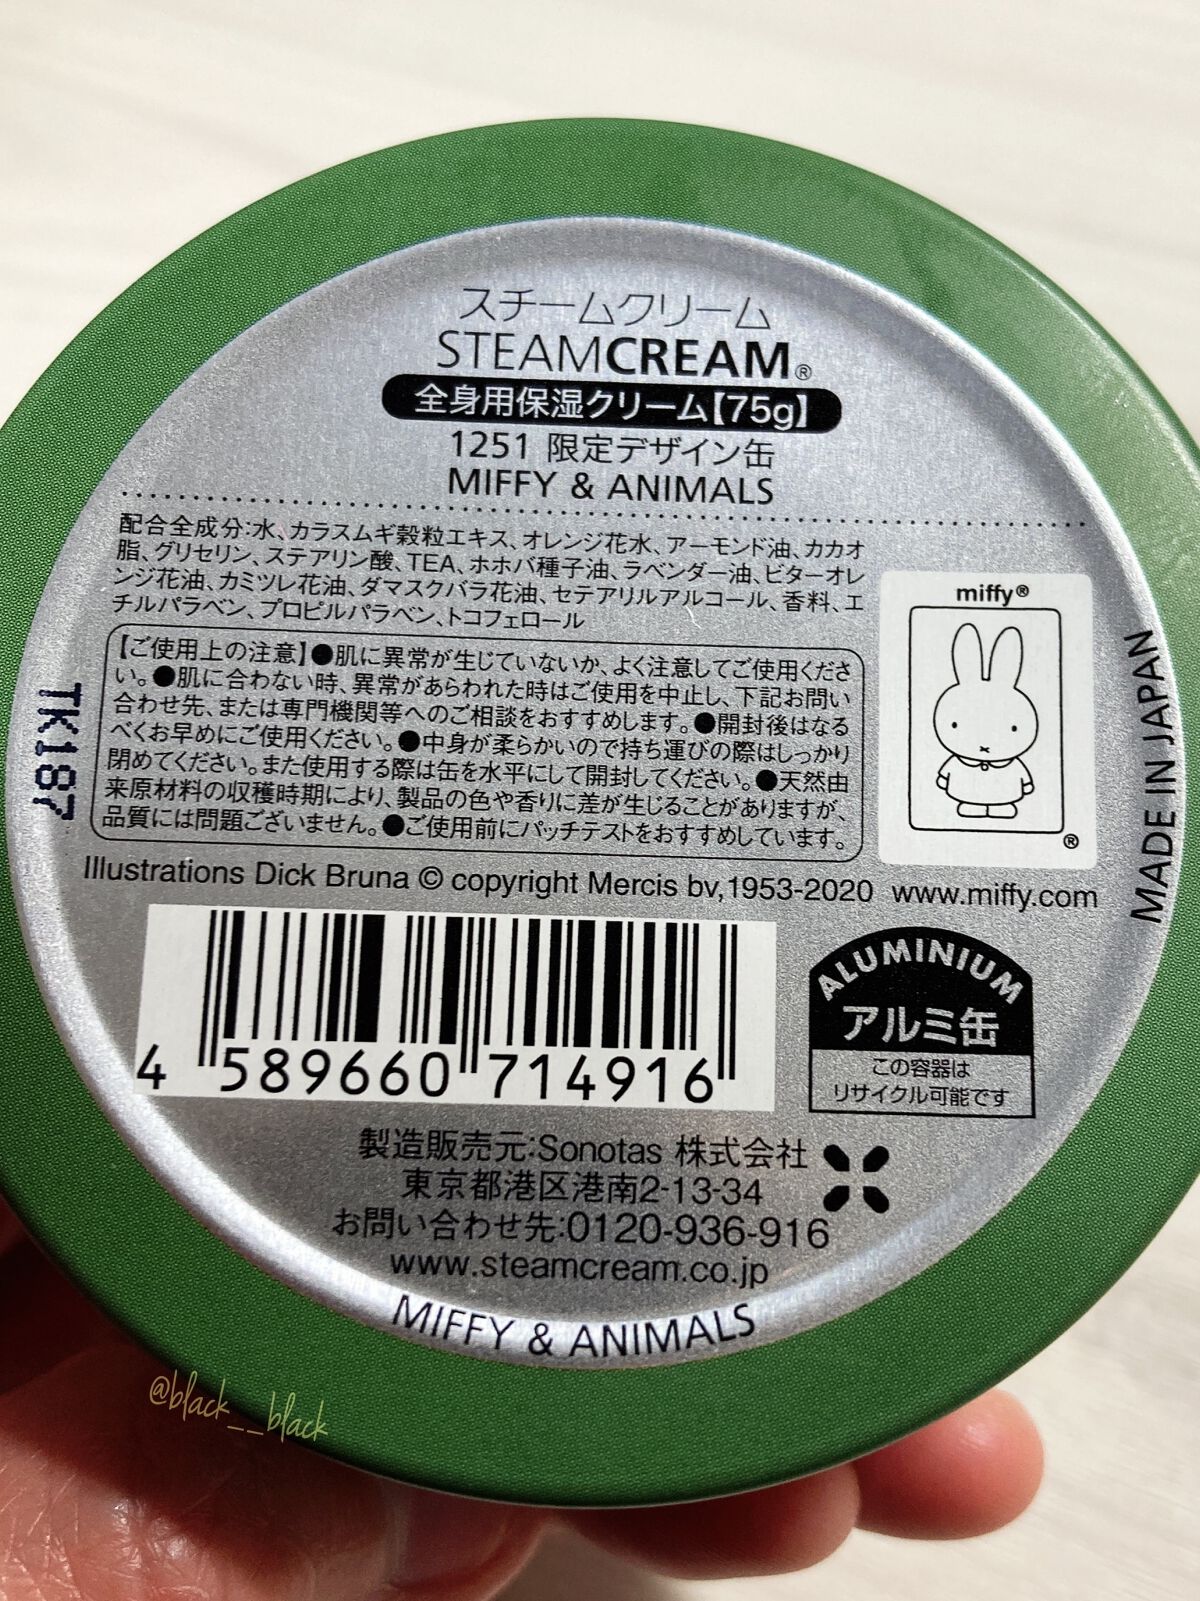 スチームクリーム
STEAMCREAM®
全身用保湿クリーム【75g】
1251 限定デザイン缶
MIFFY & ANIMALS
配合全成分:水、カラスムギ穀粒エキス、オレンジ花水、アーモンド油、カカオ
脂、グリセリン、ステアリン酸、TEA、ホホバ種子油、ラベンダー油、ビターオレ
ンジ花油、カミツレ花油、ダマスクバラ花油、セテアリルアルコール、香料、エ
チルパラベン、プロピルパラベン、トコフェロール
【ご使用上の注意】●肌に異常が生じていないか、よく注意してご使用くださ
い。●肌に合わない時、異常があらわれた時はご使用を中止し、下記お問い
合わせ先、または専門機関等へのご相談をおすすめします。●開封後はなる
べくお早めにご使用ください。●中身が柔らかいので持ち運びの際はしっかり
閉めてください。また使用する際は缶を水平にして開封してください。●天然由
来原材料の収穫時期により、製品の色や香りに差が生じることがありますが、
品質には問題ございません。●ご使用前にパッチテストをおすすめしています。
miffy®
®
MADE IN JAPAN
TK187
Illustrations Dick Bruna © copyright Mercis bv,1953-2020 www.miffy.com
4 589660 714916
ALUMINIUM
アルミ缶
この容器は
リサイクル可能です
製造販売元:Sonotas 株式会社
東京都港区港南2-13-34
お問い合わせ先:0120-936-916
www.steamcream.co.jp
MIFFY & ANIMALS
@black__black